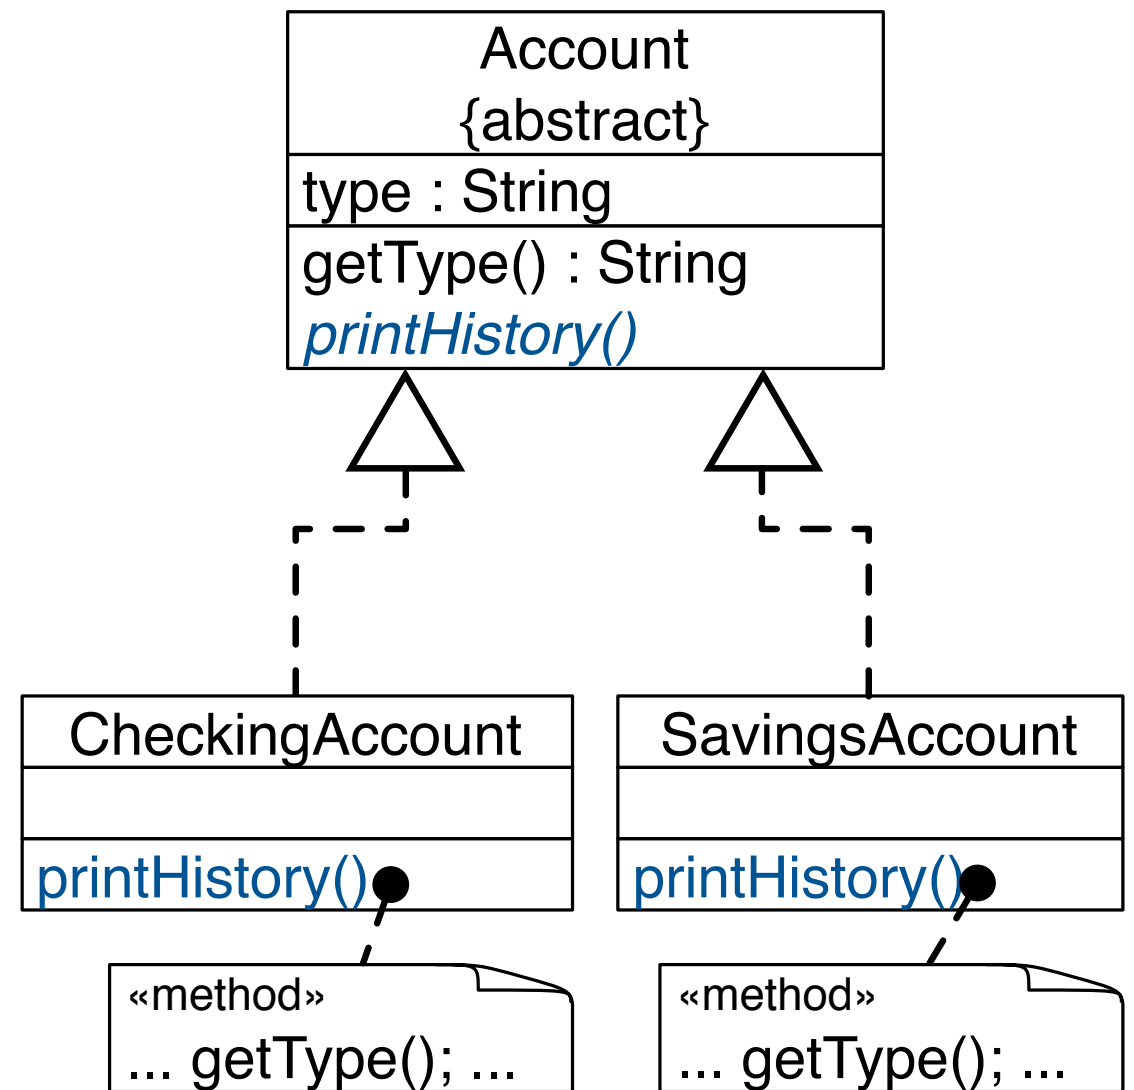 Account
{abstract}
type : String
getType() : String
printHistory()
CheckingAccount
printHistory()
«method»
... getType(); ...
SavingsAccount
printHistory()
«method»
... getType(); ...